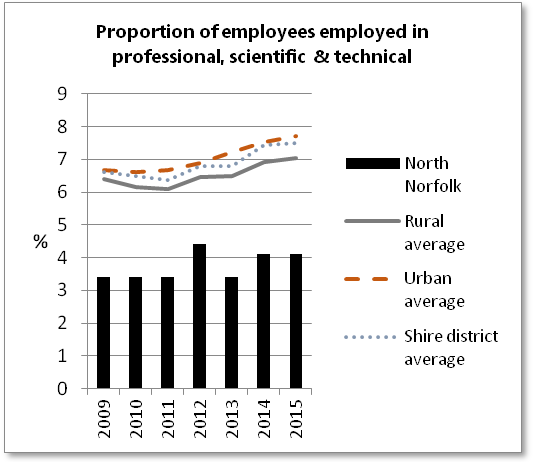 Proportion of employees employed in
professional, scientific & technical
9
8
7
6
5
4
3
2
1
0
%
2009
2010
2011
2012
2013
2014
2015
North
Norfolk
Rural
average
Urban
average
Shire district
average